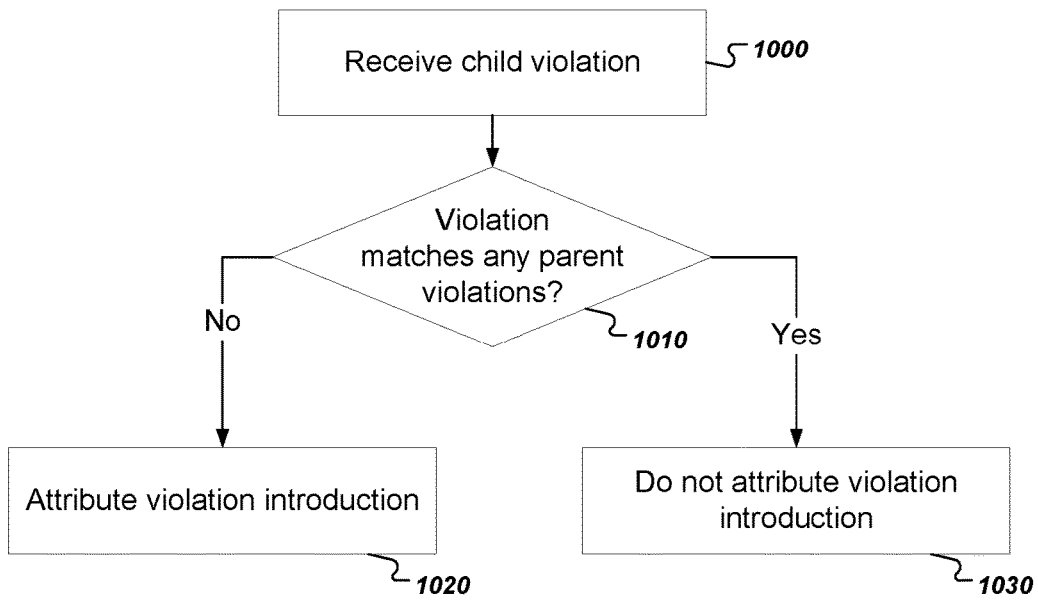 Receive child violation
1000
Violation
matches any parent
violations?
1010
No
Yes
Attribute violation introduction
1020
Do not attribute violation
introduction
1030